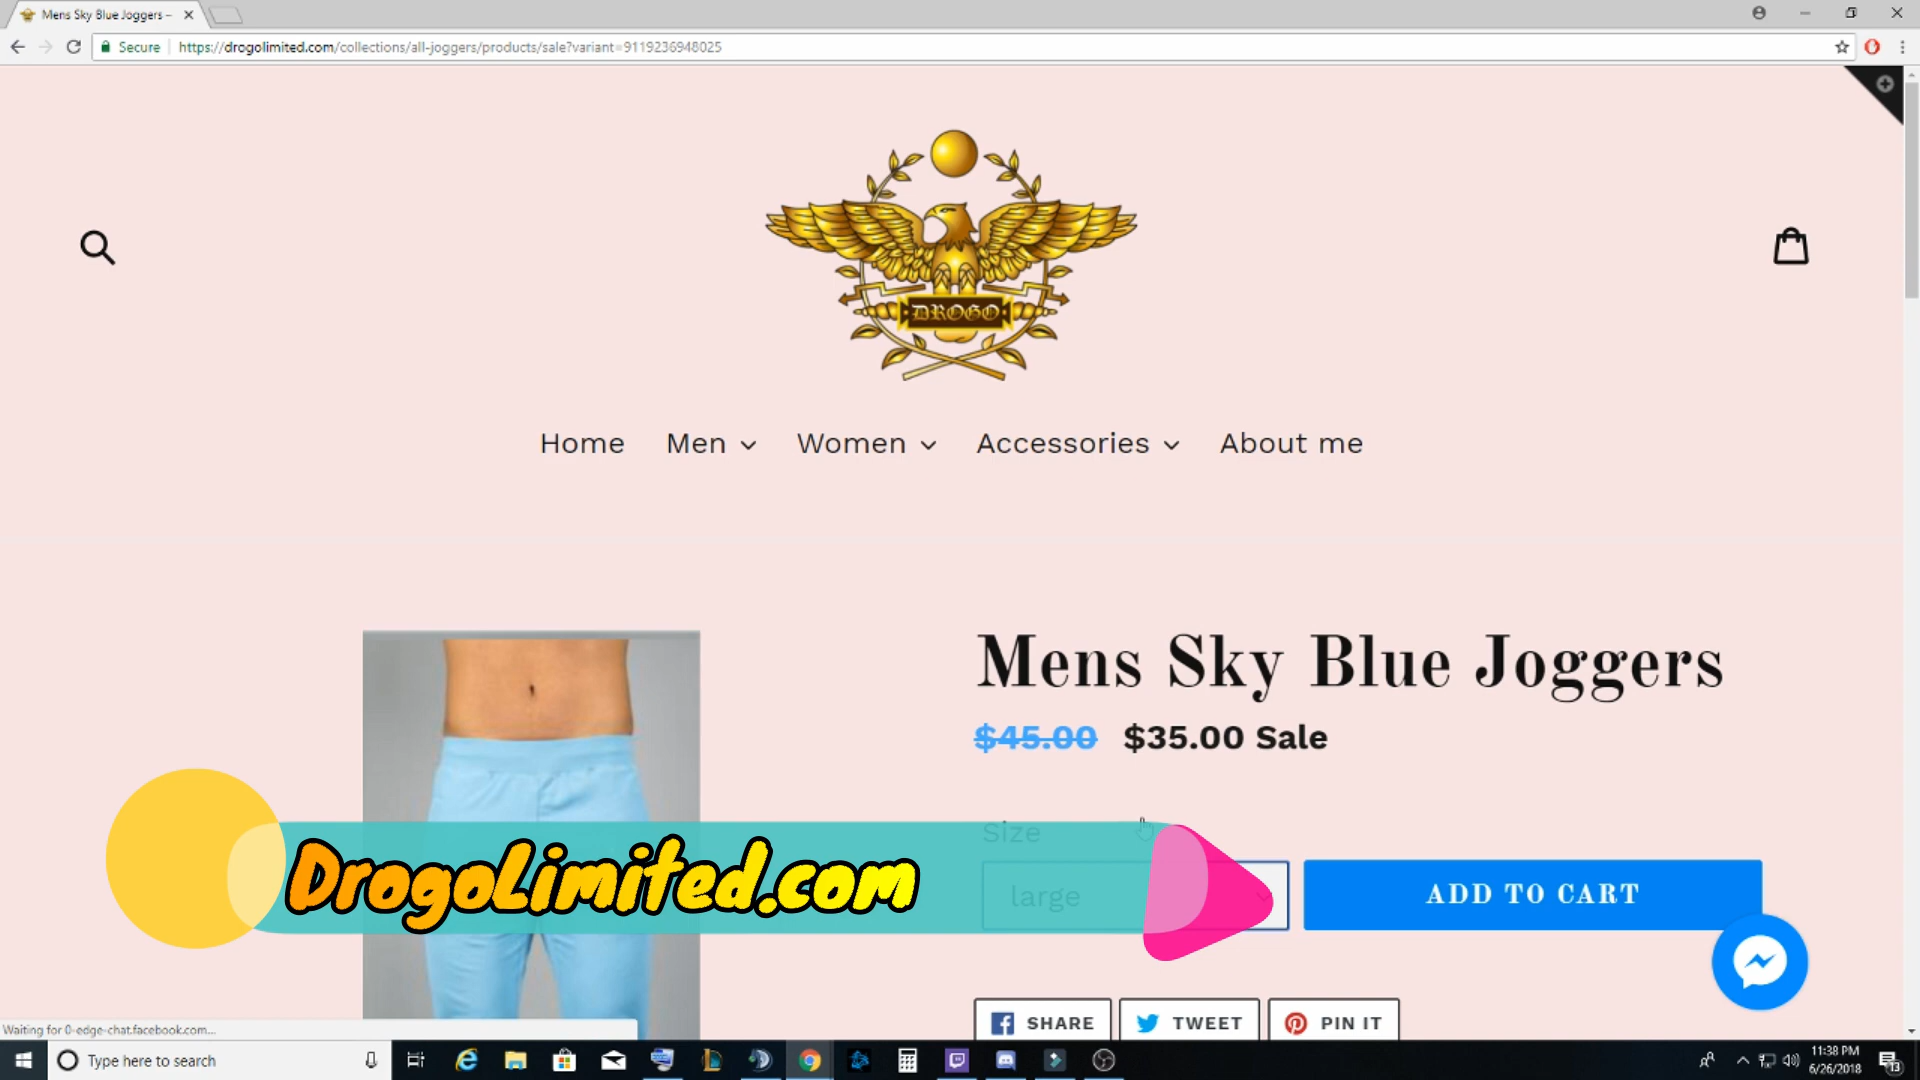 Mens Sky Blue Joggers –
Secure https://drogolimited.com/collections/all-joggers/products/sale?variant=9119236948025
DROGO
Home Men Women Accessories About me
Mens Sky Blue Joggers
$45.00 $35.00 Sale
Size
large
ADD TO CART
DrogoLimited.com
SHARE TWEET PIN IT
Waiting for 0-edge-chat.facebook.com...
Type here to search
11:38 PM
6/26/2018
13